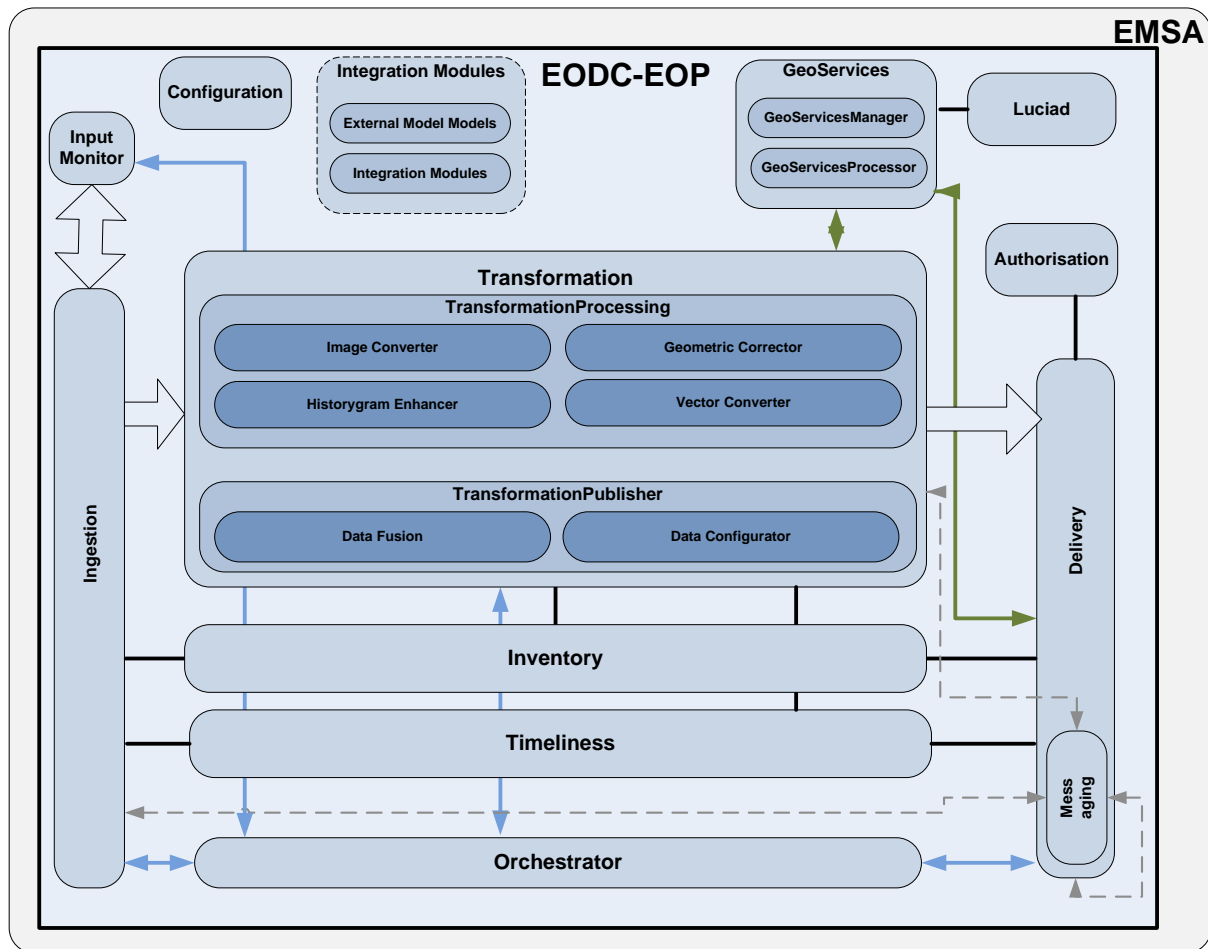 EMSA
EODC-EOP
Configuration
Integration Modules
External Model Models
Integration Modules
GeoServices
GeoServicesManager
GeoServicesProcessor
Luciad
Input
Monitor
Authorisation
Transformation
TransformationProcessing
Image Converter
Geometric Corrector
Historygram Enhancer
Vector Converter
TransformationPublisher
Data Fusion
Data Configurator
Ingestion
Delivery
Inventory
Timeliness
Mess
aging
Orchestrator